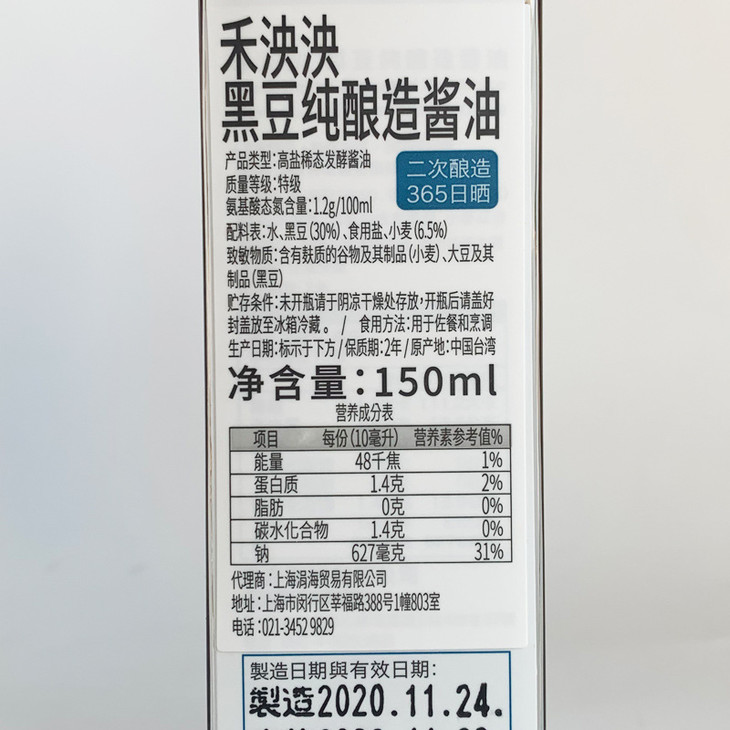 禾泱泱
黑豆纯酿造酱油
产品类型:高盐稀态发酵酱油
质量等级:特级
氨基酸态氮含量:1.2g/100ml
二次酿造
365日晒
配料表:水、黑豆(30%)、食用盐、小麦(6.5%)
致敏物质:含有麸质的谷物及其制品(小麦)、大豆及其
制品(黑豆)
贮存条件:未开瓶请于阴凉干燥处存放,开瓶后请盖好
封盖放至冰箱冷藏。 / 食用方法:用于佐餐和烹调
生产日期:标示于下方/保质期:2年/原产地:中国台湾
净含量:150ml
营养成分表
项目 每份(10毫升) 营养素参考值%
能量 48千焦 1%
蛋白质 1.4克 2%
脂肪 0克 0%
碳水化合物 1.4克 0%
钠 627毫克 31%
代理商:上海涓海贸易有限公司
地址:上海市闵行区莘福路388号1幢803室
电话:021-3452 9829
製造日期與有效日期:
製造2020.11.24.